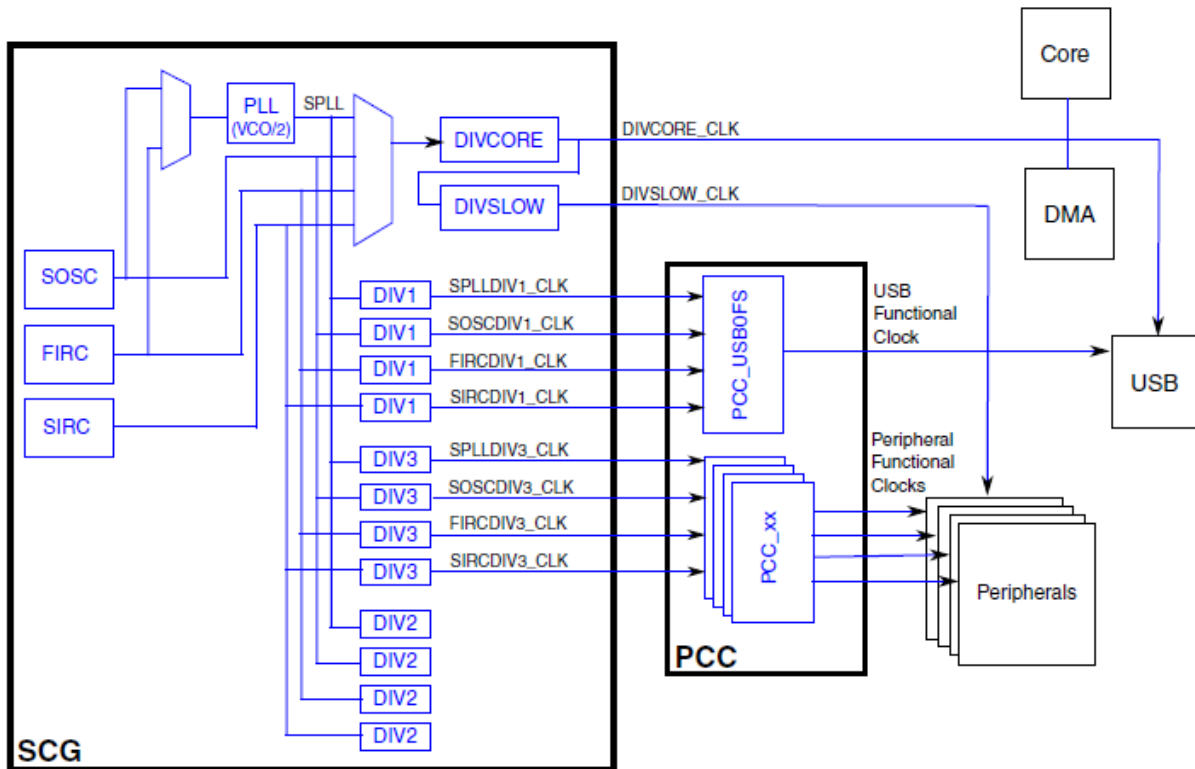 Core
PLL
(VCO/2)
SPLL
DIVCORE
DIVCORE_CLK
DIVSLOW
DIVSLOW_CLK
DMA
SOSC
FIRC
SIRC
DIV1
SPLLDIV1_CLK
DIV1
SOSCDIV1_CLK
DIV1
FIRCDIV1_CLK
DIV1
SIRCDIV1_CLK
PCC_USB0FS
USB
Functional
Clock
USB
DIV3
SPLLDIV3_CLK
DIV3
SOSCDIV3_CLK
DIV3
FIRCDIV3_CLK
DIV3
SIRCDIV3_CLK
PCC_xx
Peripheral
Functional
Clocks
Peripherals
DIV2
DIV2
DIV2
DIV2
PCC
SCG